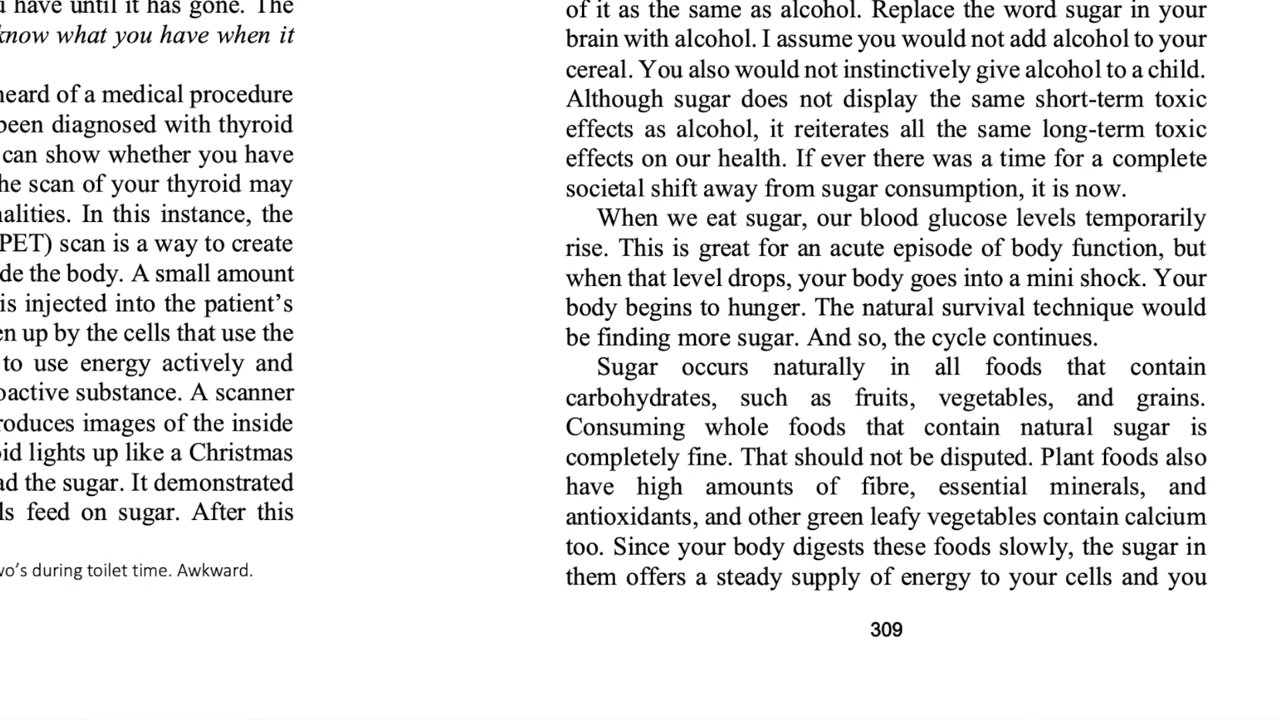 have until it has gone. The
know what you have when it
heard of a medical procedure
been diagnosed with thyroid
can show whether you have
scan of your thyroid may
In this instance, the
PET) scan is a way to create
the body. A small amount
is injected into the patient's
up by the cells that use the
to use energy actively and
substance. A scanner
produces images of the inside
lights up like a Christmas
the sugar. It demonstrated
feed on sugar. After this
during toilet time. Awkward.
of it as the same as alcohol. Replace the word sugar in your
brain with alcohol. I assume you would not add alcohol to your
cereal. You also would not instinctively give alcohol to a child.
Although sugar does not display the same short-term toxic
effects as alcohol, it reiterates all the same long-term toxic
effects on our health. If ever there was a time for a complete
societal shift away from sugar consumption, it is now.
When we eat sugar, our blood glucose levels temporarily
rise. This is great for an acute episode of body function, but
when that level drops, your body goes into a mini shock. Your
body begins to hunger. The natural survival technique would
be finding more sugar. And so, the cycle continues.
Sugar occurs naturally in all foods that contain
carbohydrates, such as fruits, vegetables, and grains.
Consuming whole foods that contain natural sugar is
completely fine. That should not be disputed. Plant foods also
have high amounts of fibre, essential minerals, and
antioxidants, and other green leafy vegetables contain calcium
too. Since your body digests these foods slowly, the sugar in
them offers a steady supply of energy to your cells and you
309